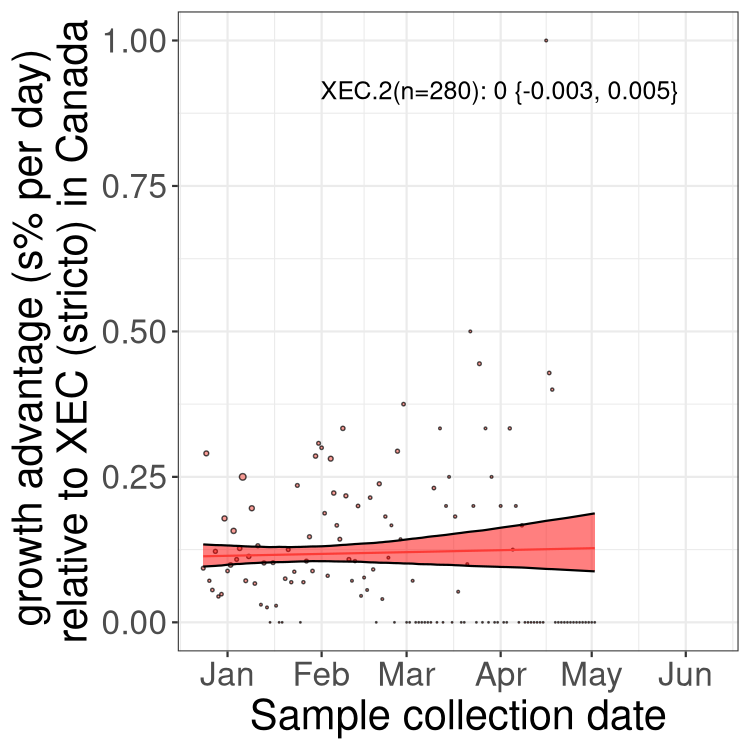 growth advantage (s% per day)
relative to XEC (stricto) in Canada
1.00
0.75
0.50
0.25
0.00
XEC.2(n=280): 0 {-0.003, 0.005}
Jan Feb Mar Apr May Jun
Sample collection date